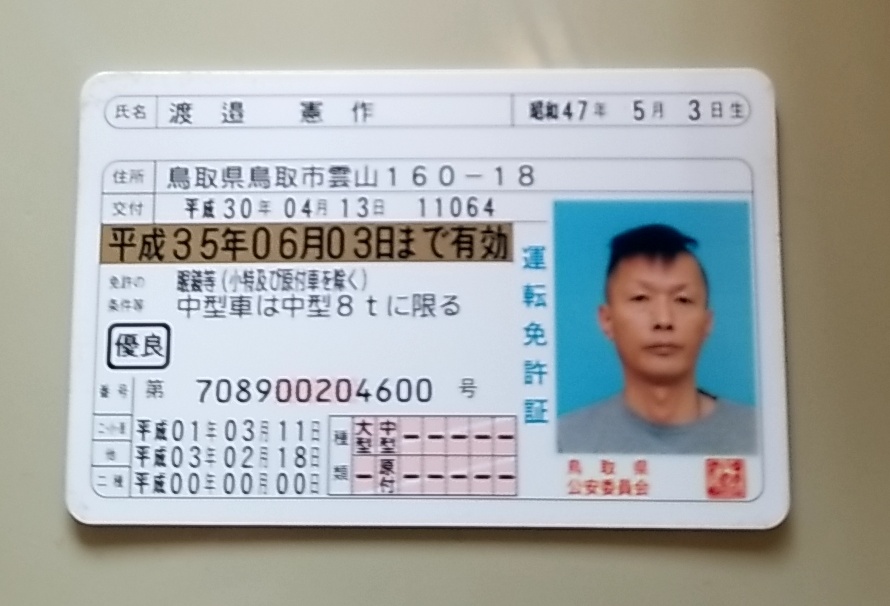 氏名 渡邉 憲作 昭和47年 5月 3日生
住所 鳥取県鳥取市雲山160-18
交付 平成30年04月13日 11064
平成35年06月03日まで有効
免許の条件等 眼鏡等(小特及び原付車を除く)
中型車は中型8tに限る
優良
番号 第 708900204600 号
二・小・原 平成01年03月11日
他 平成03年02月18日
二種 平成00年00月00日
種類 大型 中型 - - - - -
- 原付 - - - - -
運転免許証
鳥取県
公安委員会